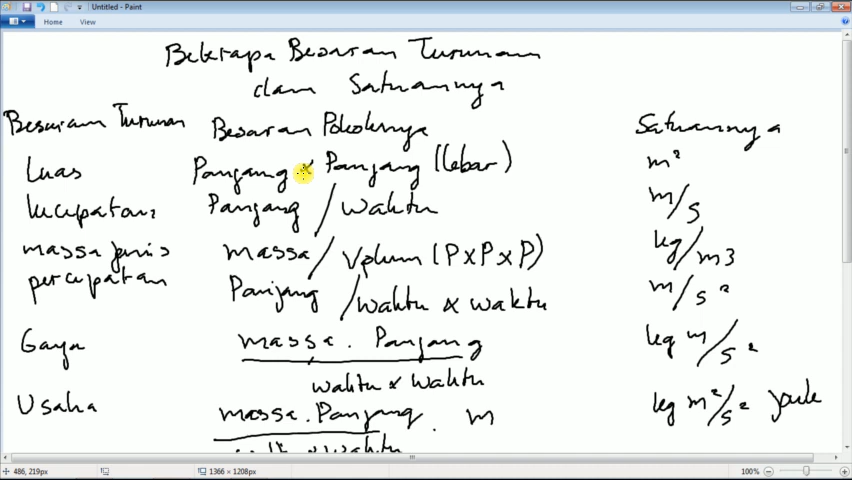 Untitled - Paint
Home View
Beberapa Besaran Turunan
dan Satuannya
Besaran Turunan Besaran Pokoknya Satuannya
Luas Panjang x Panjang (lebar) m²
kecepatan Panjang / waktu m/s
massa jenis massa / Volum (P x P x P) kg/m3
percepatan Panjang / waktu x waktu m/s²
Gaya massa . Panjang kg m/s²
waktu x waktu
Usaha massa . Panjang . m kg m²/s² joule
x waktu
486, 219px 1366 × 1208px 100%